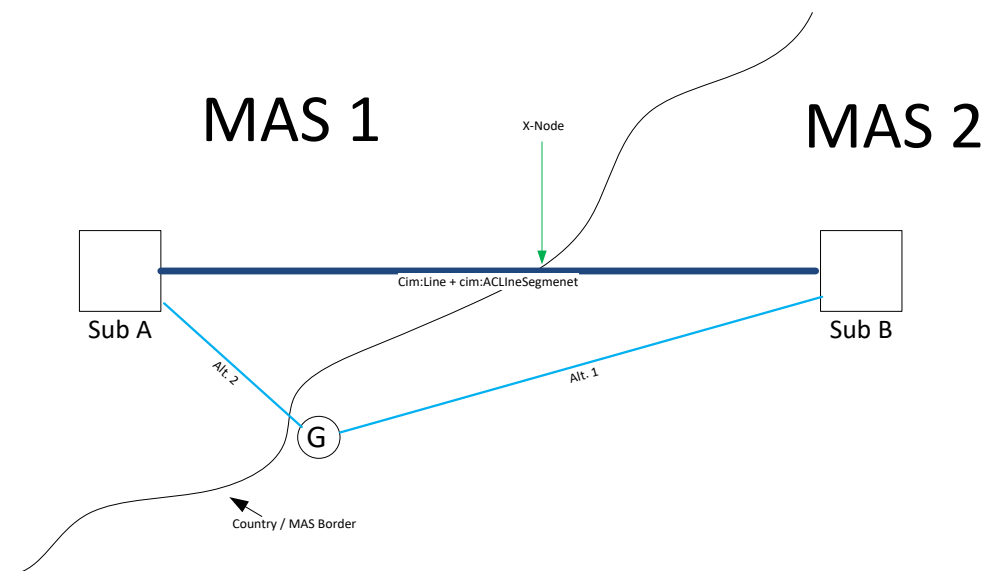 MAS 1
MAS 2
X-Node
Cim:Line + cim:ACLIneSegmenet
Sub A
Sub B
Alt. 2
Alt. 1
G
Country / MAS Border